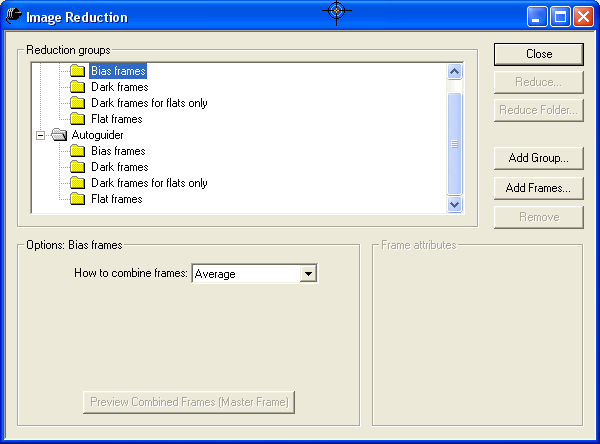 Image Reduction
Reduction groups
Bias frames
Dark frames
Dark frames for flats only
Flat frames
Autoguider
Bias frames
Dark frames
Dark frames for flats only
Flat frames
Close
Reduce...
Reduce Folder...
Add Group...
Add Frames...
Remove
Options: Bias frames
How to combine frames: Average
Preview Combined Frames (Master Frame)
Frame attributes